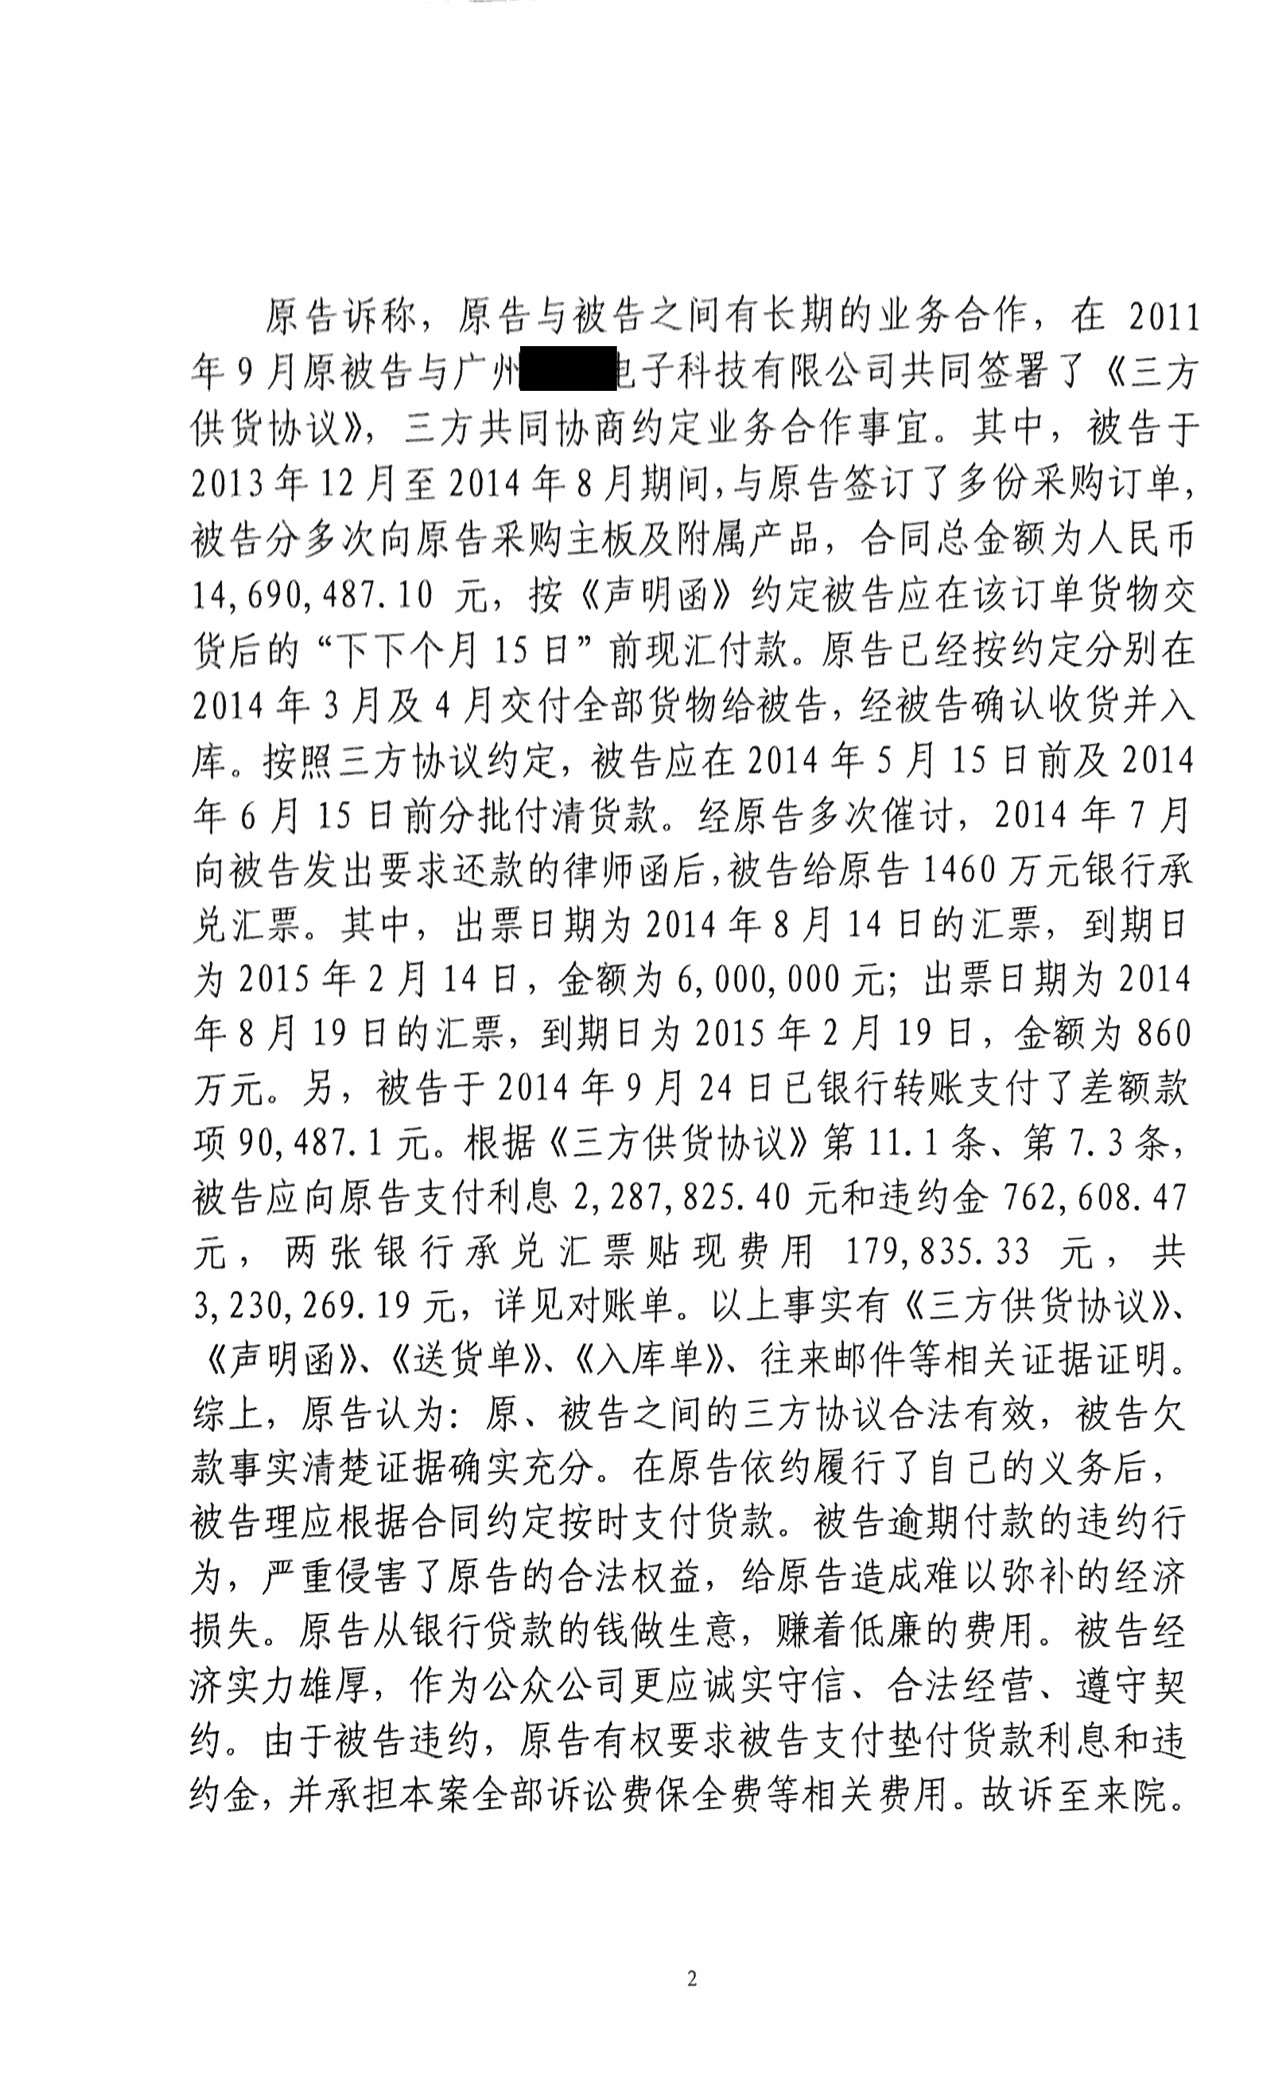 原告诉称，原告与被告之间有长期的业务合作，在 2011
年 9 月原被告与广州电子科技有限公司共同签署了《三方
供货协议》，三方共同协商约定业务合作事宜。其中，被告于
2013 年 12 月至 2014 年 8 月期间，与原告签订了多份采购订单，
被告分多次向原告采购主板及附属产品，合同总金额为人民币
14,690,487.10 元，按《声明函》约定被告应在该订单货物交
货后的“下下个月 15 日”前现汇付款。原告已经按约定分别在
2014 年 3 月及 4 月交付全部货物给被告，经被告确认收货并入
库。按照三方协议约定，被告应在 2014 年 5 月 15 日前及 2014
年 6 月 15 日前分批付清货款。经原告多次催讨，2014 年 7 月
向被告发出要求还款的律师函后，被告给原告 1460 万元银行承
兑汇票。其中，出票日期为 2014 年 8 月 14 日的汇票，到期日
为 2015 年 2 月 14 日，金额为 6,000,000 元；出票日期为 2014
年 8 月 19 日的汇票，到期日为 2015 年 2 月 19 日，金额为 860
万元。另，被告于 2014 年 9 月 24 日已银行转账支付了差额款
项 90,487.1 元。根据《三方供货协议》第 11.1 条、第 7.3 条，
被告应向原告支付利息 2,287,825.40 元和违约金 762,608.47
元，两张银行承兑汇票贴现费用 179,835.33 元，共
3,230,269.19 元，详见对账单。以上事实有《三方供货协议》、
《声明函》、《送货单》、《入库单》、往来邮件等相关证据证明。
综上，原告认为：原、被告之间的三方协议合法有效，被告欠
款事实清楚证据确实充分。在原告依约履行了自己的义务后，
被告理应根据合同约定按时支付货款。被告逾期付款的违约行
为，严重侵害了原告的合法权益，给原告造成难以弥补的经济
损失。原告从银行贷款的钱做生意，赚着低廉的费用。被告经
济实力雄厚，作为公众公司更应诚实守信、合法经营、遵守契
约。由于被告违约，原告有权要求被告支付垫付货款利息和违
约金，并承担本案全部诉讼费保全费等相关费用。故诉至来院。
2